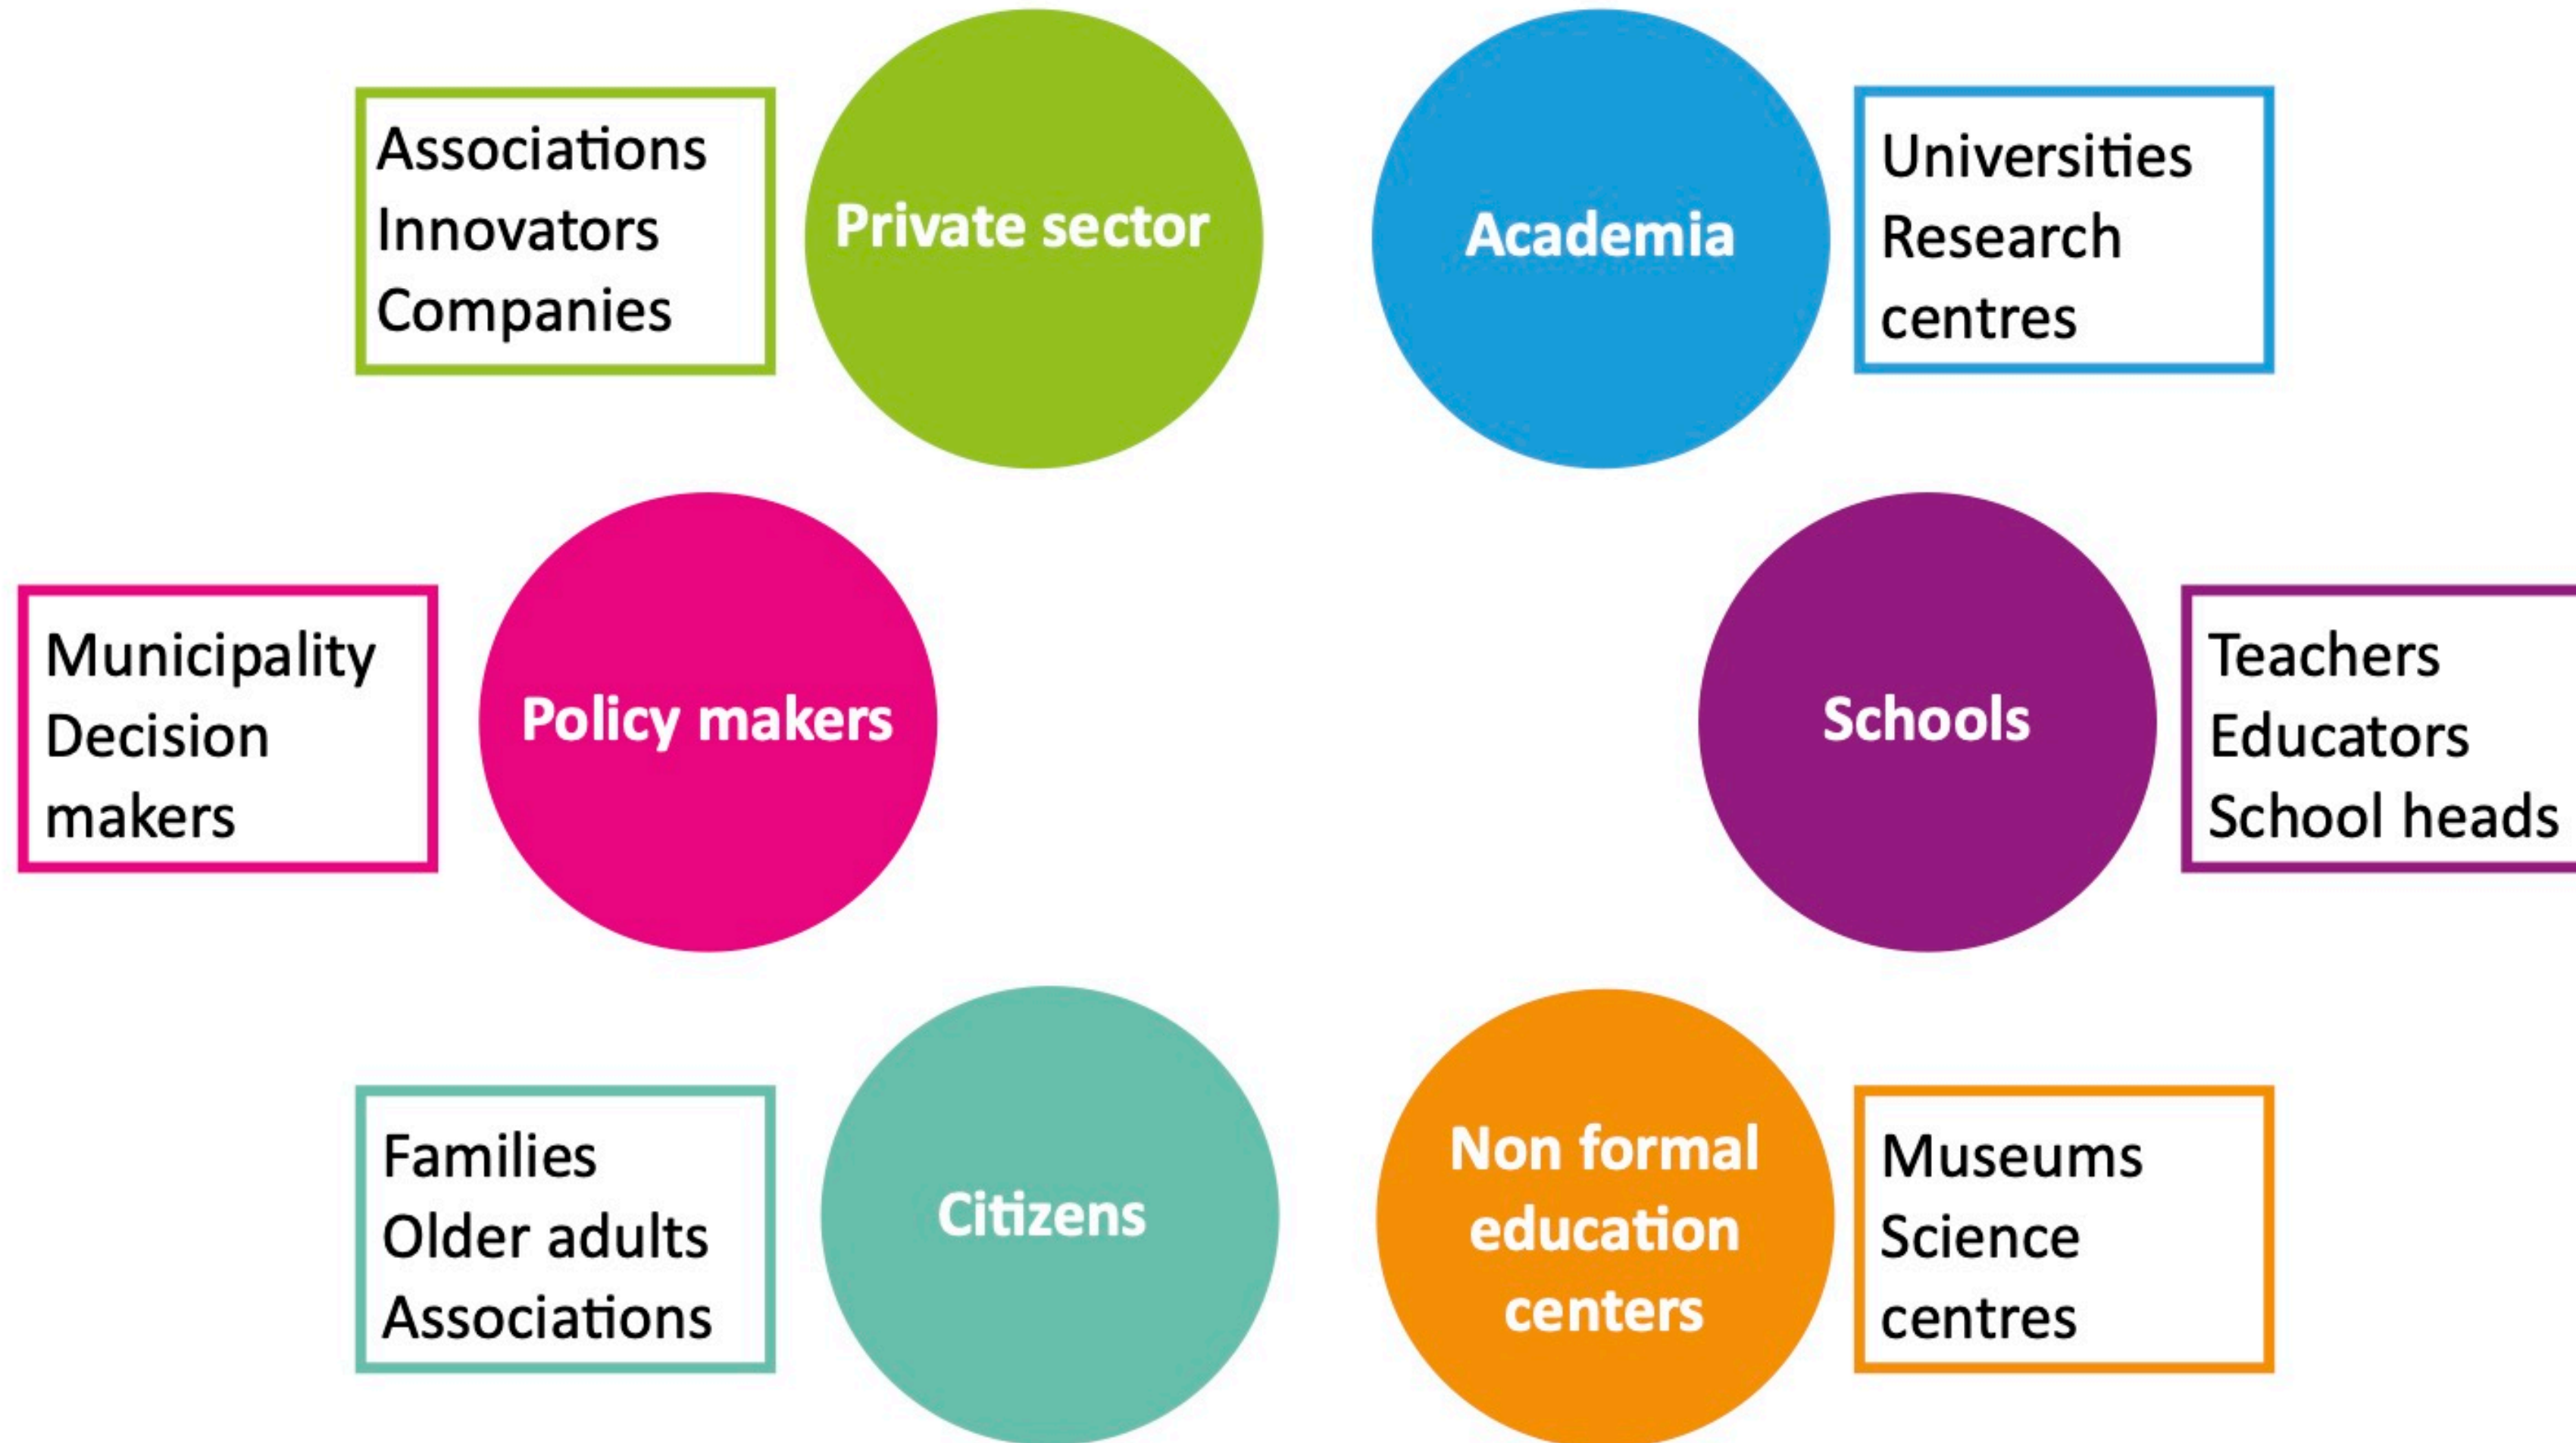 Associations
Innovators
Companies
Private sector
Academia
Universities
Research
centres
Municipality
Decision
makers
Policy makers
Schools
Teachers
Educators
School heads
Families
Older adults
Associations
Citizens
Non formal
education
centers
Museums
Science
centres